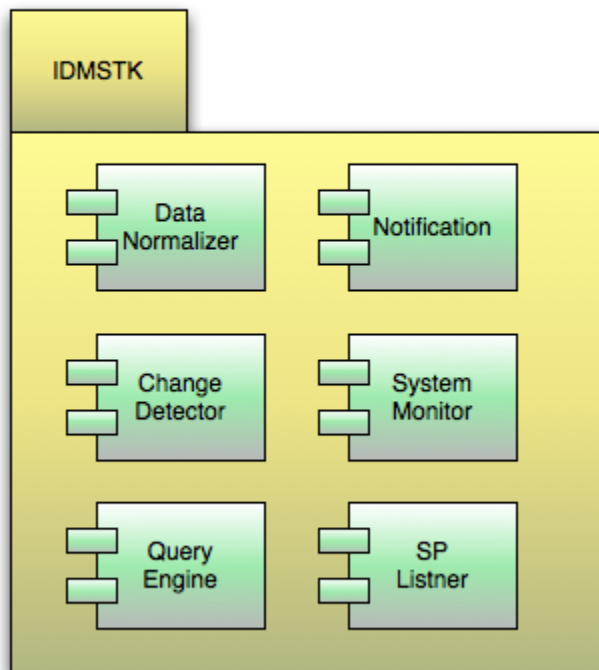 IDMSTK
Data
Normalizer
Notification
Change
Detector
System
Monitor
Query
Engine
SP
Listner